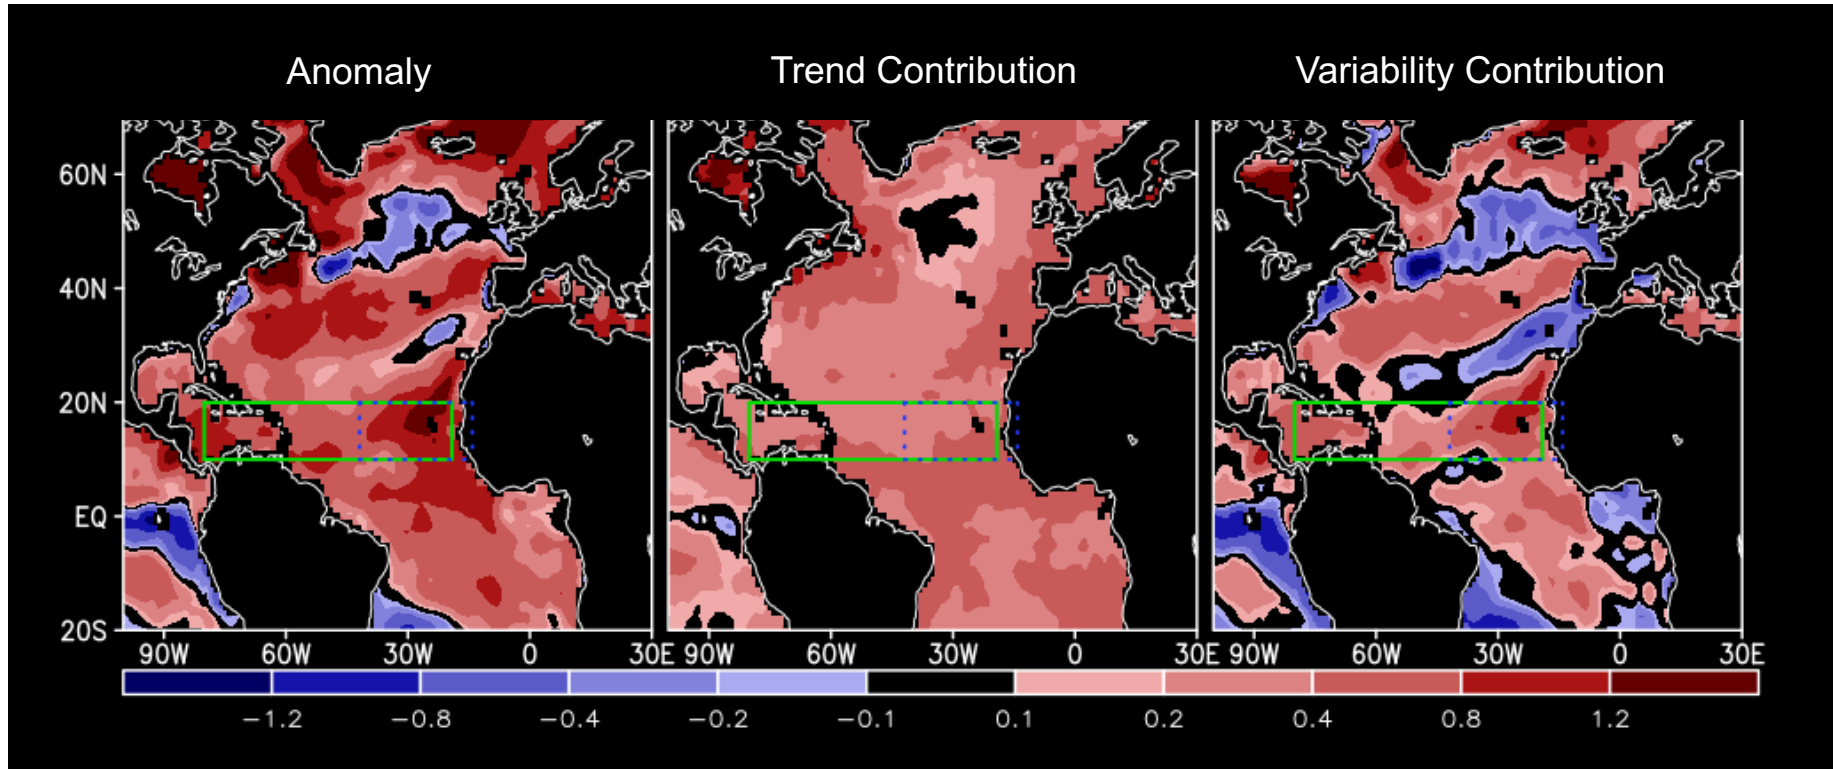 Anomaly Trend Contribution Variability Contribution
60N
40N
20N
EQ
20S
90W 60W 30W 0 30E 90W 60W 30W 0 30E 90W 60W 30W 0 30E
−1.2 −0.8 −0.4 −0.2 −0.1 0.1 0.2 0.4 0.8 1.2